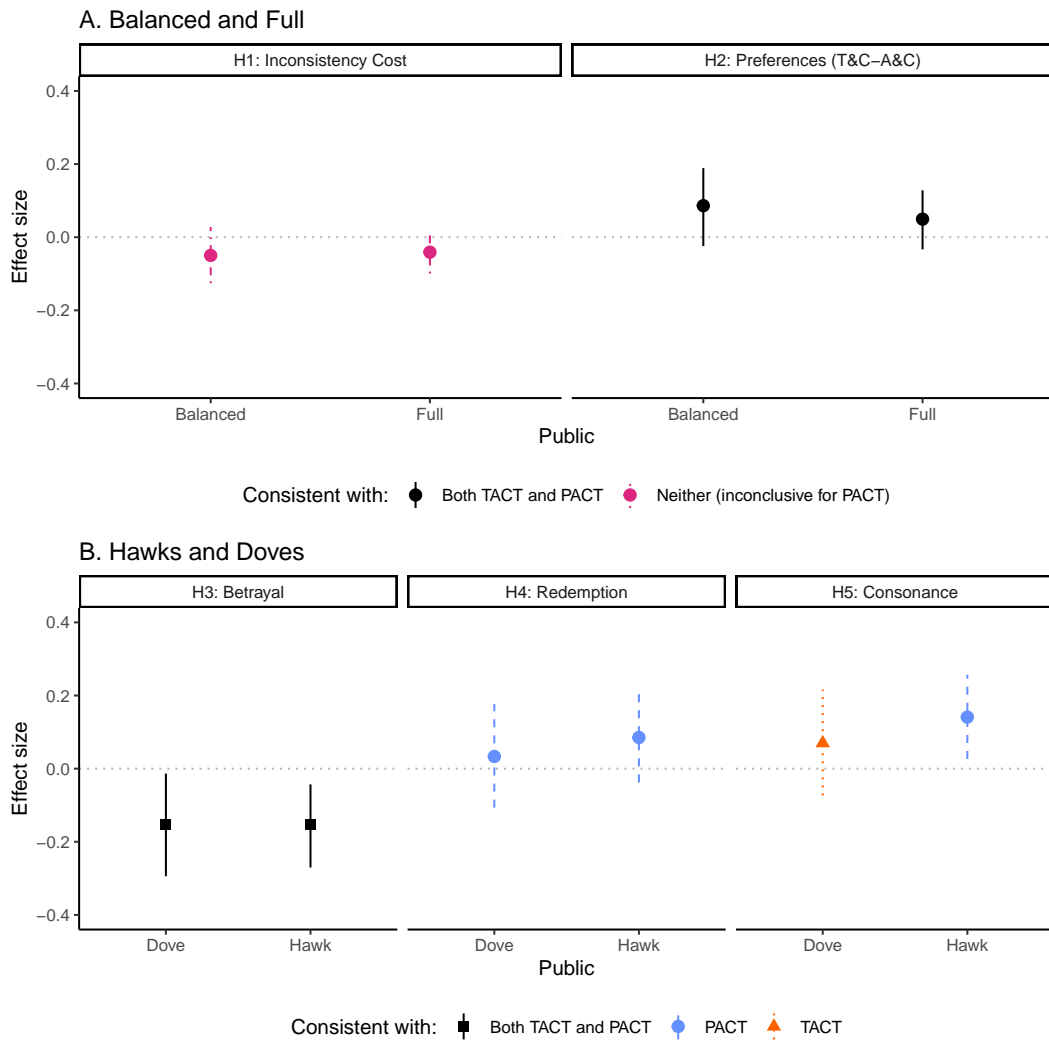 A. Balanced and Full
H1: Inconsistency Cost
H2: Preferences (T&C−A&C)
Effect size
0.4
0.2
0.0
−0.2
−0.4
Balanced
Full
Balanced
Full
Public
Consistent with:
Both TACT and PACT
Neither (inconclusive for PACT)
B. Hawks and Doves
H3: Betrayal
H4: Redemption
H5: Consonance
Effect size
0.4
0.2
0.0
−0.2
−0.4
Dove
Hawk
Dove
Hawk
Dove
Hawk
Public
Consistent with:
Both TACT and PACT
PACT
TACT